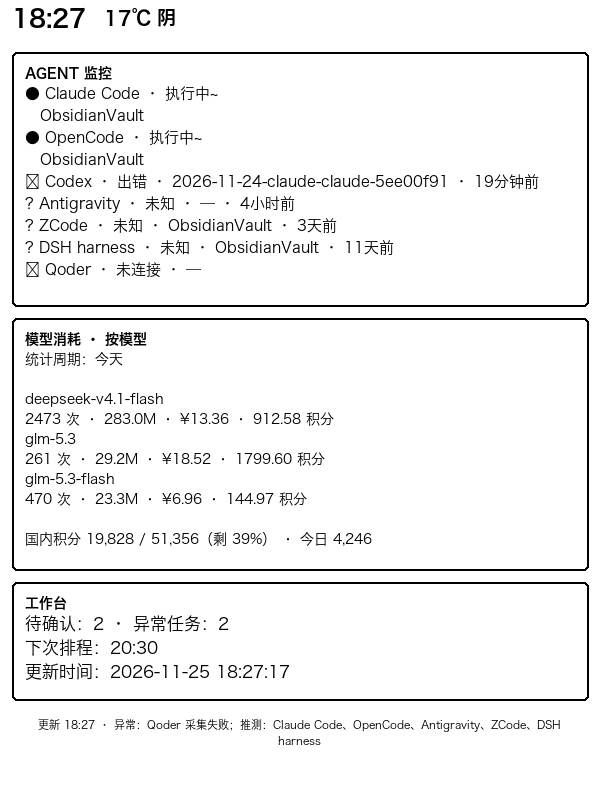 18:27 17℃ 阴
AGENT 监控
● Claude Code · 执行中~
ObsidianVault
● OpenCode · 执行中~
ObsidianVault
☒ Codex · 出错 · 2026-11-24-claude-claude-5ee00f91 · 19分钟前
? Antigravity · 未知 · — · 4小时前
? ZCode · 未知 · ObsidianVault · 3天前
? DSH harness · 未知 · ObsidianVault · 11天前
☒ Qoder · 未连接 · —
模型消耗 · 按模型
统计周期：今天
deepseek-v4.1-flash
2473 次 · 283.0M · ¥13.36 · 912.58 积分
glm-5.3
261 次 · 29.2M · ¥18.52 · 1799.60 积分
glm-5.3-flash
470 次 · 23.3M · ¥6.96 · 144.97 积分
国内积分 19,828 / 51,356（剩 39%） · 今日 4,246
工作台
待确认：2 · 异常任务：2
下次排程：20:30
更新时间：2026-11-25 18:27:17
更新 18:27 · 异常：Qoder 采集失败；推测：Claude Code、OpenCode、Antigravity、ZCode、DSH
harness